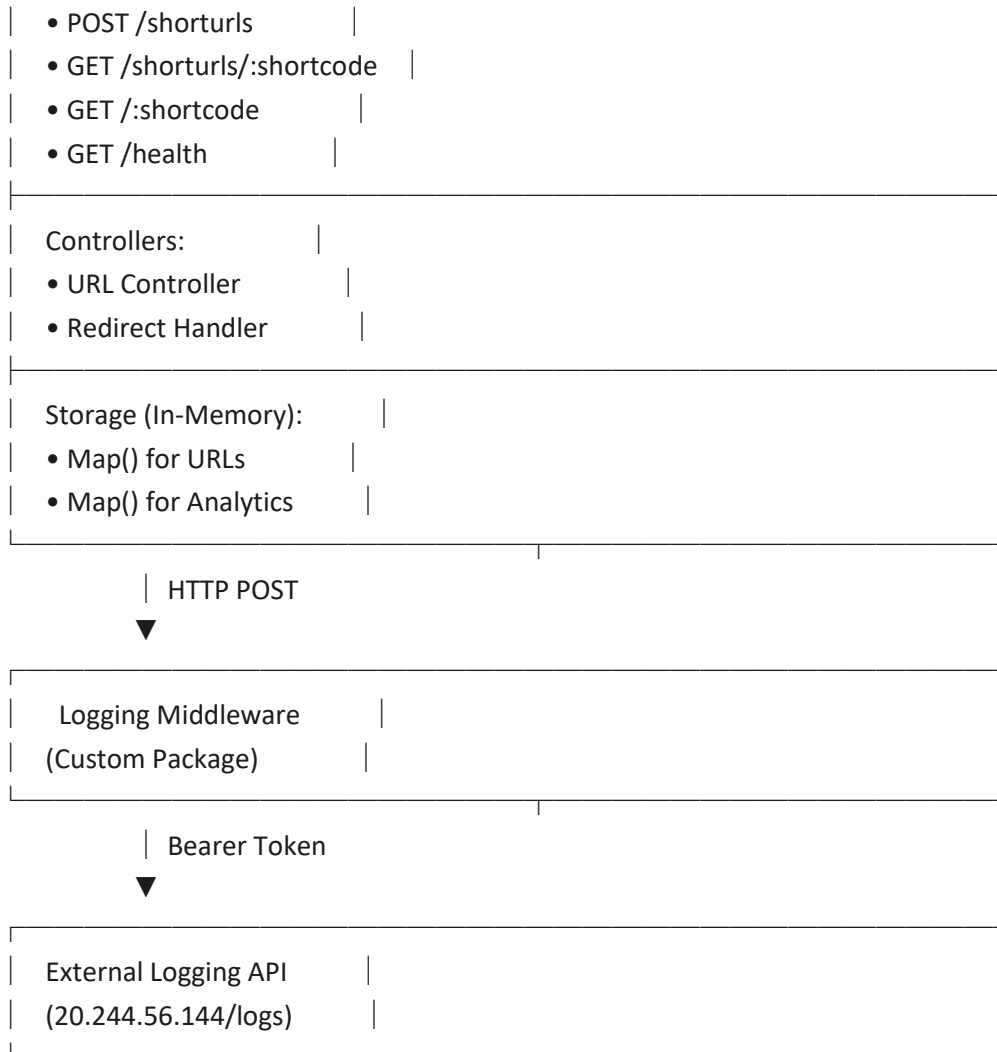 • POST /shorturls
• GET /shorturls/:shortcode
• GET /:shortcode
• GET /health
Controllers:
• URL Controller
• Redirect Handler
Storage (In-Memory):
• Map() for URLs
• Map() for Analytics
HTTP POST
▼
Logging Middleware
(Custom Package)
Bearer Token
▼
External Logging API
(20.244.56.144/logs)